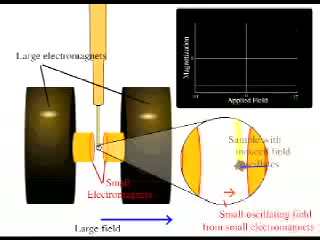 Large electromagnets
Magnetization
Applied Field
Sample with
induced field
oscillates
Small
Electromagnets
Small oscillating field
from small electromagnets
Large field